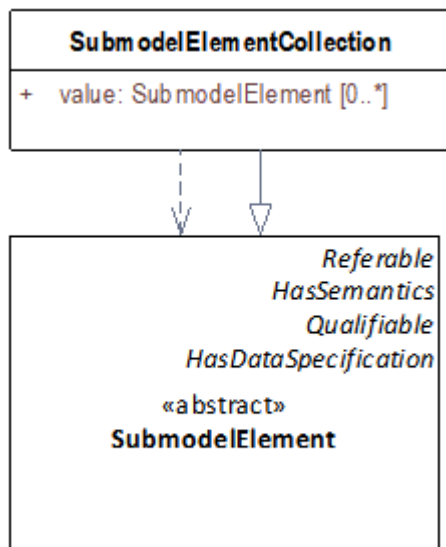 SubmodelElementCollection
+ value: SubmodelElement [0..*]
Referable
HasSemantics
Qualifiable
HasDataSpecification
«abstract»
SubmodelElement